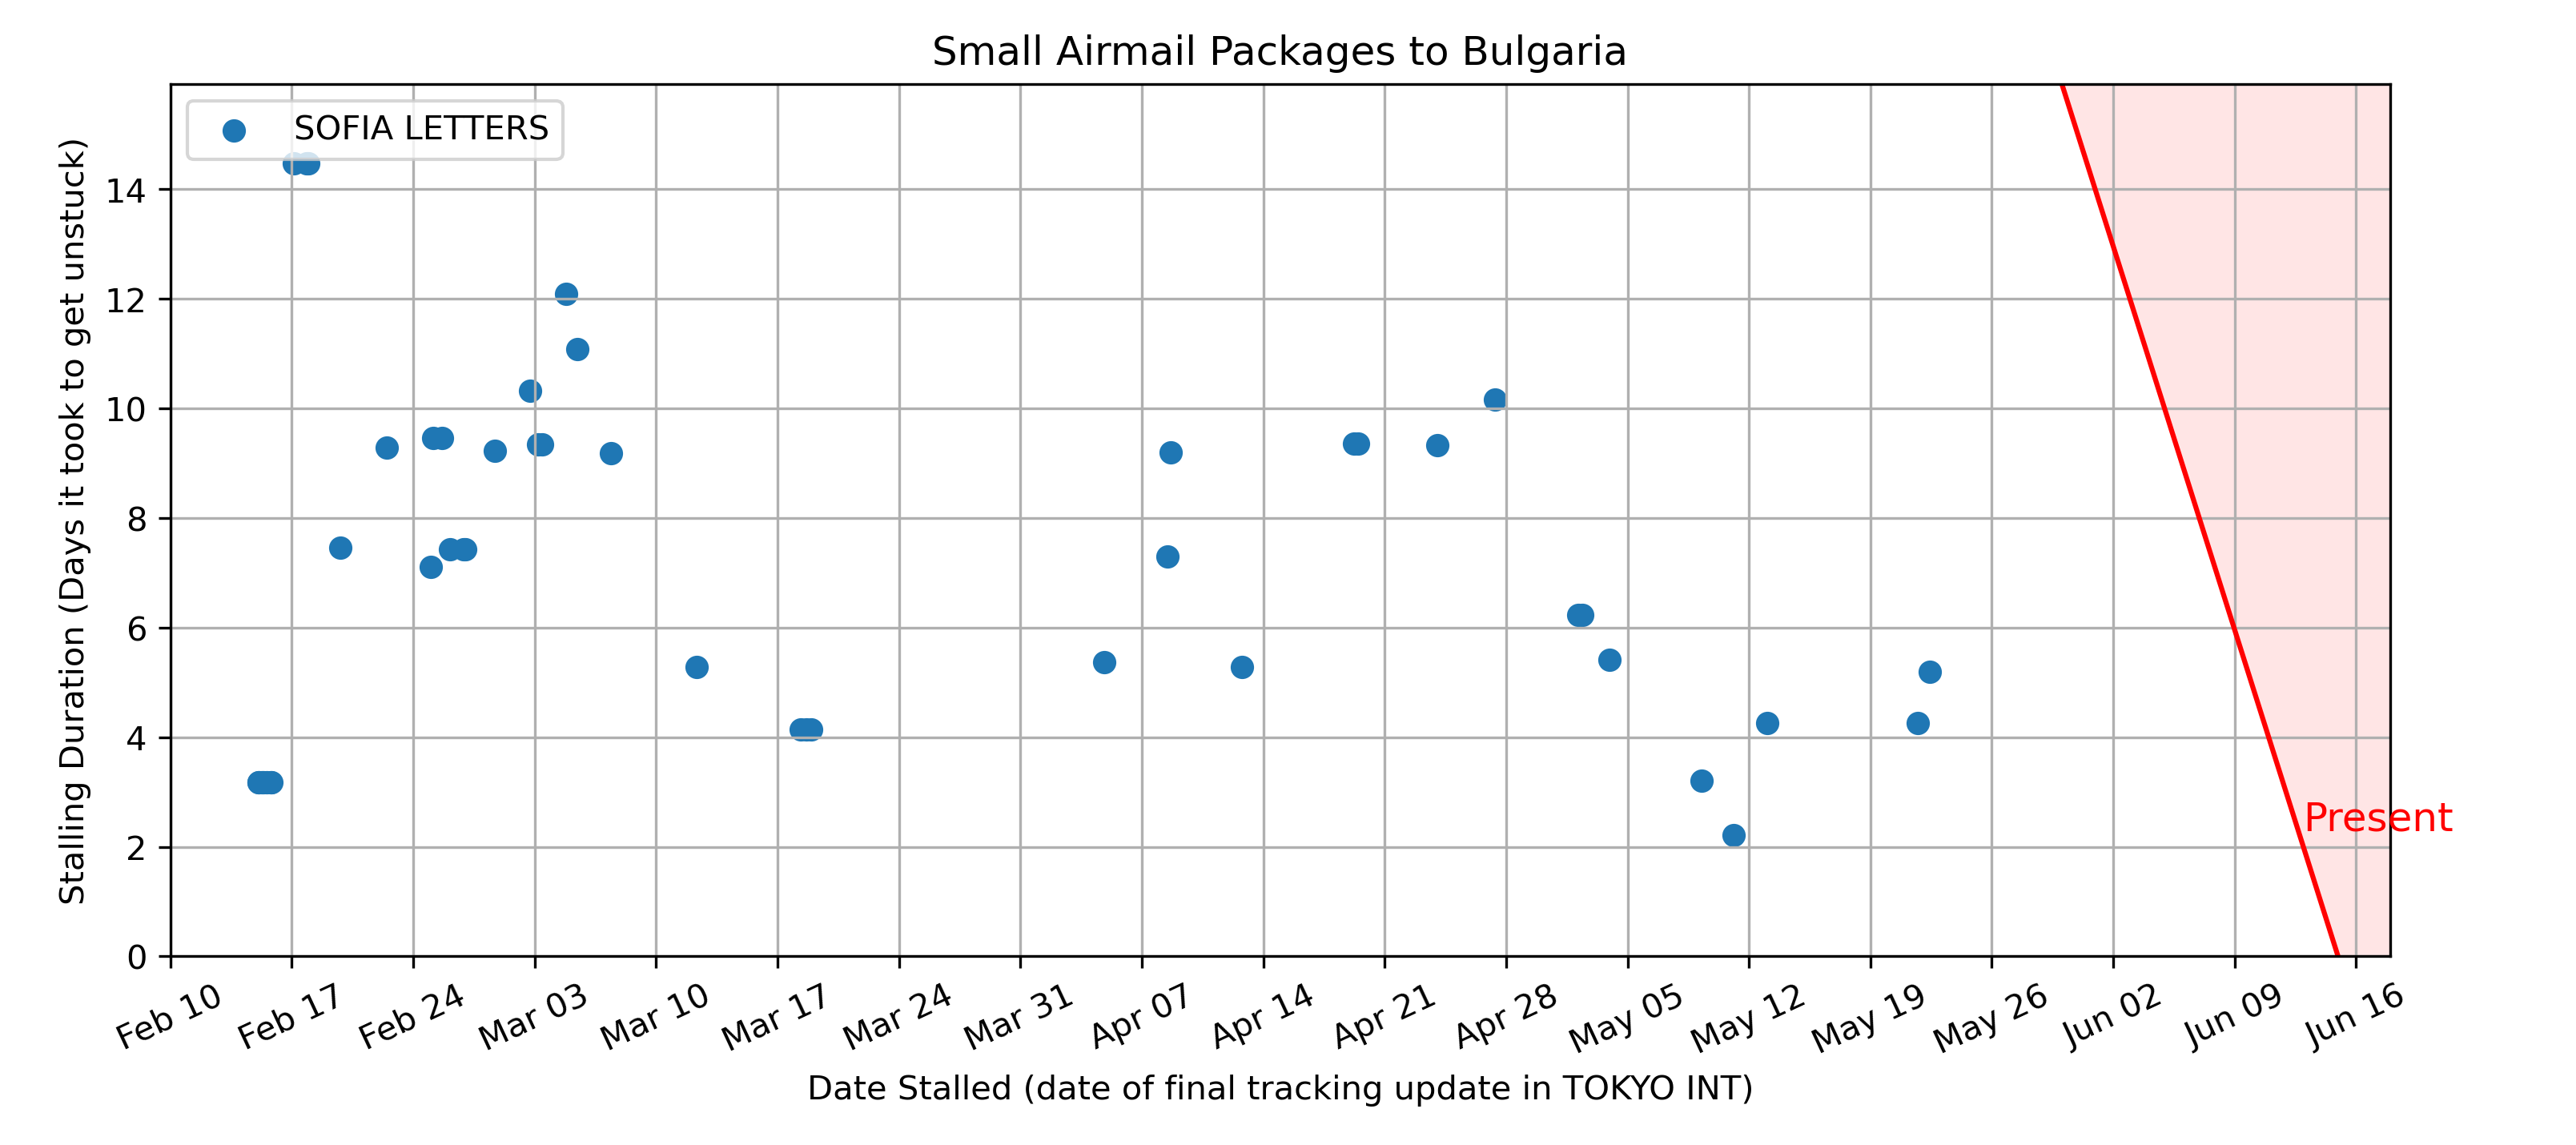 Small Airmail Packages to Bulgaria
SOFIA LETTERS
Stalling Duration (Days it took to get unstuck)
14
12
10
8
6
4
2
0
Present
Feb 10
Feb 17
Feb 24
Mar 03
Mar 10
Mar 17
Mar 24
Mar 31
Apr 07
Apr 14
Apr 21
Apr 28
May 05
May 12
May 19
May 26
Jun 02
Jun 09
Jun 16
Date Stalled (date of final tracking update in TOKYO INT)